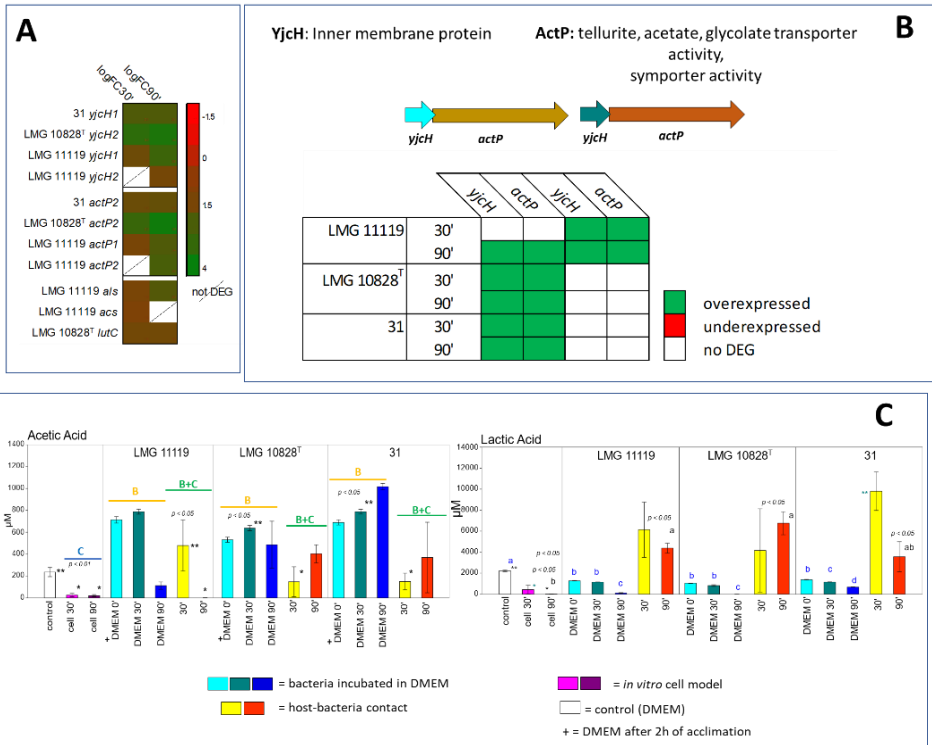 A
logFC30'
logFC90'
31 yjcH1
LMG 10828T yjcH2
LMG 11119 yjcH1
LMG 11119 yjcH2
31 actP2
LMG 10828T actP2
LMG 11119 actP1
LMG 11119 actP2
LMG 11119 als
LMG 11119 acs
LMG 10828T lutC
-1.5
0
1.5
4
not DEG
B
YjcH: Inner membrane protein
ActP: tellurite, acetate, glycolate transporter
activity,
symporter activity
yjcH actP yjcH actP
yjcH actP yjcH actP
LMG 11119 30'
90'
LMG 10828T 30'
90'
31 30'
90'
overexpressed
underexpressed
no DEG
C
Acetic Acid
LMG 11119 LMG 10828T 31
µM
1400
1200
1000
800
600
400
200
0
C
p < 0.01
B
B+C
p < 0.05
B
B+C
p < 0.05
B
B+C
p < 0.05
** * * ** * ** * ** *
control
cell 30'
cell 90'
+ DMEM 0'
DMEM 30'
DMEM 90'
30'
90'
+ DMEM 0'
DMEM 30'
DMEM 90'
30'
90'
+ DMEM 0'
DMEM 30'
DMEM 90'
30'
90'
Lactic Acid
LMG 11119 LMG 10828T 31
µM
14000
12000
10000
8000
6000
4000
2000
0
a
**
p < 0.05
p < 0.05
* b
*
b b c
p < 0.05
a
b b c
p < 0.05
a
b c d
**
p < 0.05
ab
control
cell 30'
cell 90'
DMEM 0'
DMEM 30'
DMEM 90'
30'
90'
DMEM 0'
DMEM 30'
DMEM 90'
30'
90'
DMEM 0'
DMEM 30'
DMEM 90'
30'
90'
= bacteria incubated in DMEM
= host-bacteria contact
= in vitro cell model
= control (DMEM)
+ = DMEM after 2h of acclimation